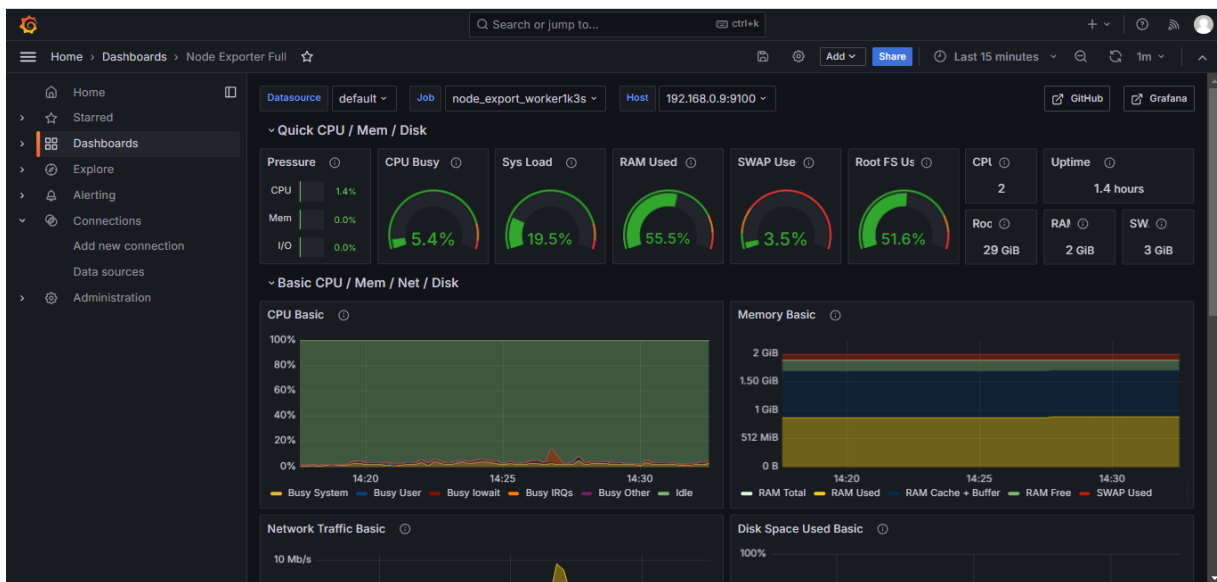 Search or jump to... ctrl+k
Home > Dashboards > Node Exporter Full Add Share Last 15 minutes 1m
Home
Starred
Dashboards
Explore
Alerting
Connections
Add new connection
Data sources
Administration
Datasource default Job node_export_worker1k3s Host 192.168.0.9:9100 GitHub Grafana
Quick CPU / Mem / Disk
Pressure CPU Busy Sys Load RAM Used SWAP Use Root FS Us CPU Uptime
CPU 1.4%
Mem 0.0%
I/O 0.0%
5.4% 19.5% 55.5% 3.5% 51.6%
2 1.4 hours
Roc RAM SW.
29 GiB 2 GiB 3 GiB
Basic CPU / Mem / Net / Disk
CPU Basic
100%
80%
60%
40%
20%
0%
14:20 14:25 14:30
Busy System Busy User Busy Iowait Busy IRQs Busy Other Idle
Memory Basic
2 GiB
1.50 GiB
1 GiB
512 MiB
0 B
14:20 14:25 14:30
RAM Total RAM Used RAM Cache + Buffer RAM Free SWAP Used
Network Traffic Basic
10 Mb/s
Disk Space Used Basic
100%